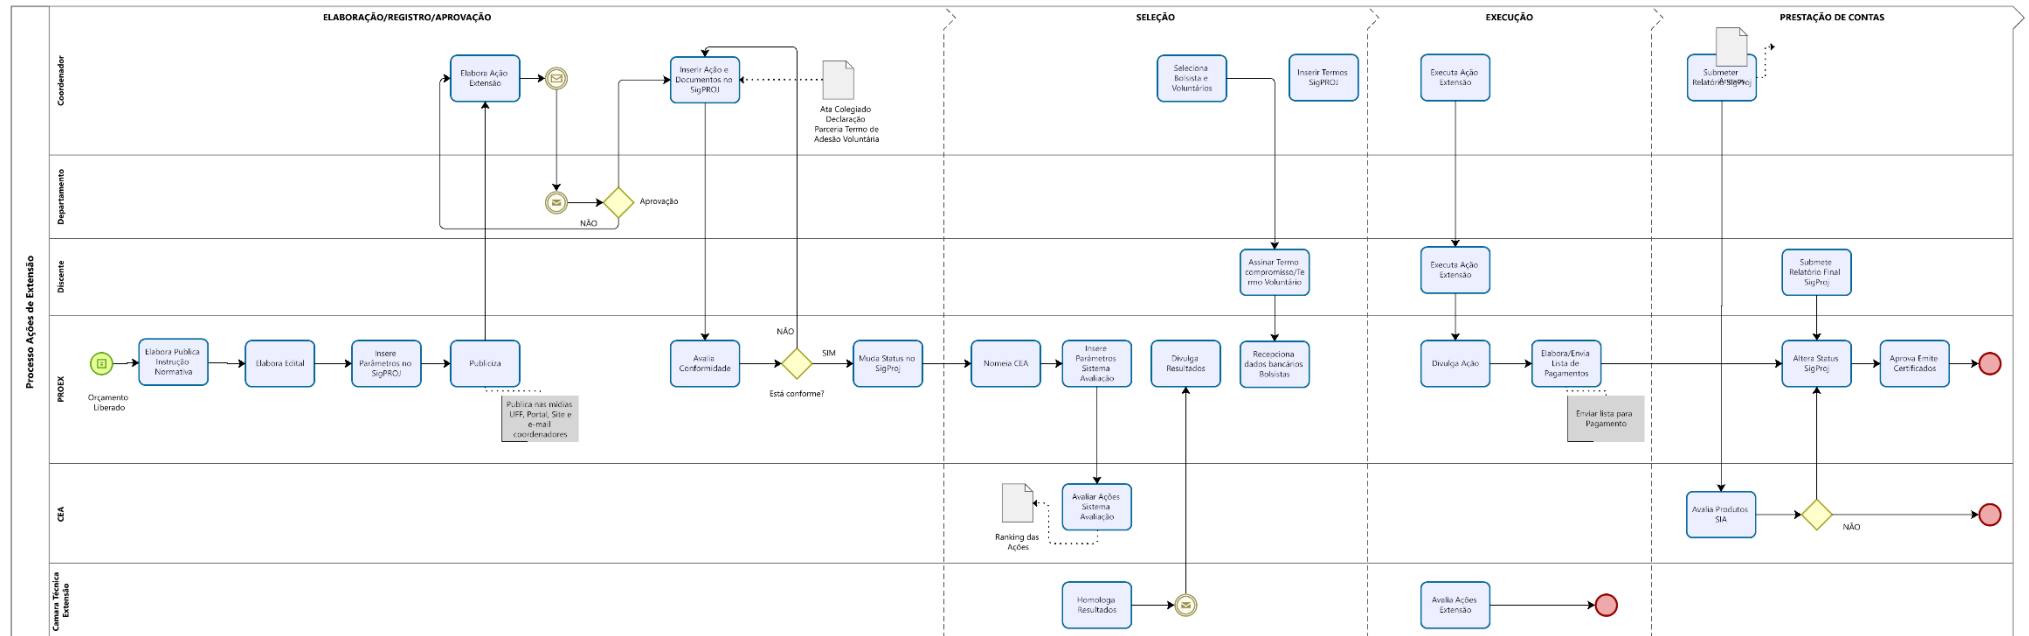 ELABORAÇÃO/REGISTRO/APROVAÇÃO
SELEÇÃO
EXECUÇÃO
PRESTAÇÃO DE CONTAS
Processo Ações de Extensão
Coordenador
Elabora Ação
Extensão
Inserir Ação e
Documentos no
SigPROJ
Ata Colegiado
Declaração
Parceria Termo de
Adesão Voluntária
Seleciona
Bolsista e
Voluntários
Inserir Termos
SigPROJ
Executa Ação
Extensão
Submeter
Relatório SigProj
Departamento
Aprovação
NÃO
Discente
Assinar Termo
compromisso/Te
rmo Voluntário
Executa Ação
Extensão
Submete
Relatório Final
SigProj
PROEX
Orçamento
Liberado
Elabora Publica
Instrução
Normativa
Elabora Edital
Insere
Parâmetros no
SigPROJ
Publiciza
Publica nas mídias
UFF, Portal, Site e
e-mail
coordenadores
Avalia
Conformidade
NÃO
SIM
Está conforme?
Muda Status no
SigProj
Nomeia CEA
Insere
Parâmetros
Sistema
Avaliação
Divulga
Resultados
Recepciona
dados bancários
Bolsistas
Divulga Ação
Elabora/Envia
Lista de
Pagamentos
Enviar lista para
Pagamento
Altera Status
SigProj
Aprova Emite
Certificados
CEA
Ranking das
Ações
Avaliar Ações
Sistema
Avaliação
Avalia Produtos
SIA
NÃO
Camara Técnica
Extensão
Homologa
Resultados
Avalia Ações
Extensão